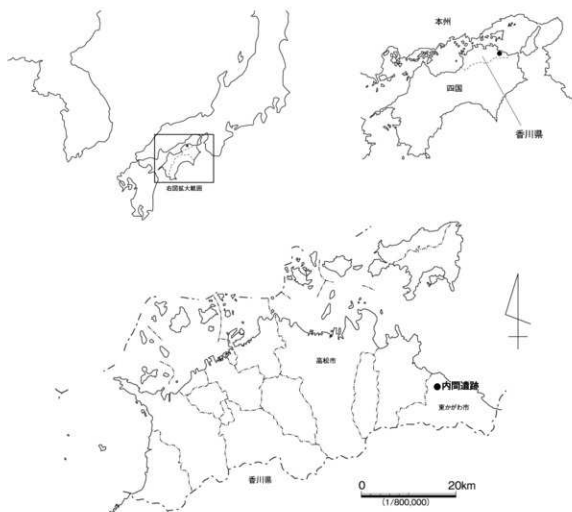 本州
四国
香川県
右図拡大範囲
高松市
●内間遺跡
東かがわ市
香川県
0 20km
(1/800,000)